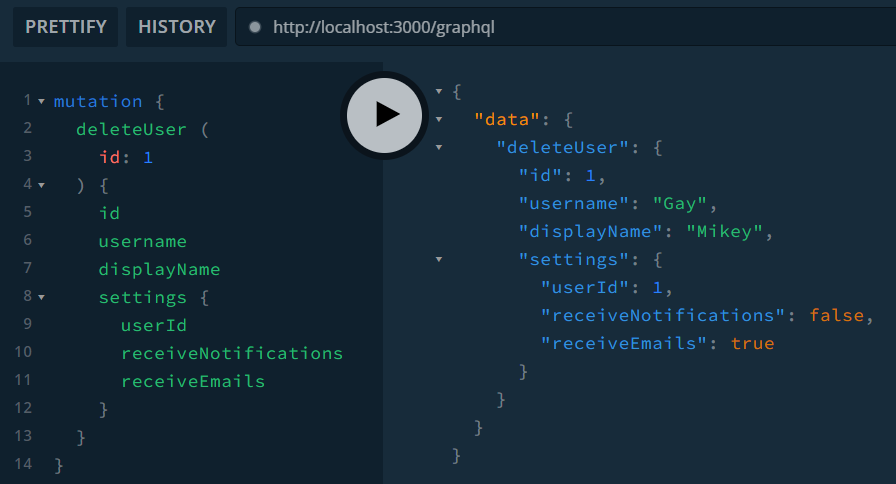 PRETTIFY HISTORY http://localhost:3000/graphql
1 mutation {
2 deleteUser (
3 id: 1
4 ) {
5 id
6 username
7 displayName
8 settings {
9 userId
10 receiveNotifications
11 receiveEmails
12 }
13 }
14 }
{
"data": {
"deleteUser": {
"id": 1,
"username": "Gay",
"displayName": "Mikey",
"settings": {
"userId": 1,
"receiveNotifications": false,
"receiveEmails": true
}
}
}
}